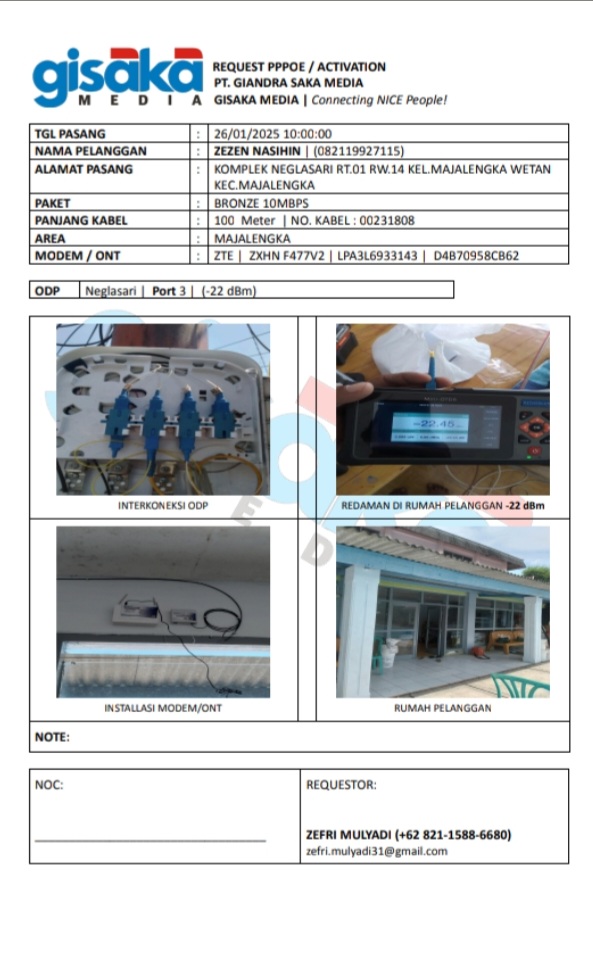 gisaka
MEDIA
REQUEST PPPOE / ACTIVATION
PT. GIANDRA SAKA MEDIA
GISAKA MEDIA | Connecting NICE People!
TGL PASANG : 26/01/2025 10:00:00
NAMA PELANGGAN : ZEZEN NASIHIN | (082119927115)
ALAMAT PASANG : KOMPLEK NEGLASARI RT.01 RW.14 KEL.MAJALENGKA WETAN
KEC.MAJALENGKA
PAKET : BRONZE 10MBPS
PANJANG KABEL : 100 Meter | NO. KABEL : 00231808
AREA : MAJALENGKA
MODEM / ONT : ZTE | ZXHN F477V2 | LPA3L6933143 | D4B70958CB62
ODP Neglasari | Port 3 | (-22 dBm)
-22.45
INTERKONEKSI ODP
REDAMAN DI RUMAH PELANGGAN -22 dBm
INSTALLASI MODEM/ONT
RUMAH PELANGGAN
NOTE:
NOC:
REQUESTOR:
ZEFRI MULYADI (+62 821-1588-6680)
zefri.mulyadi31@gmail.com